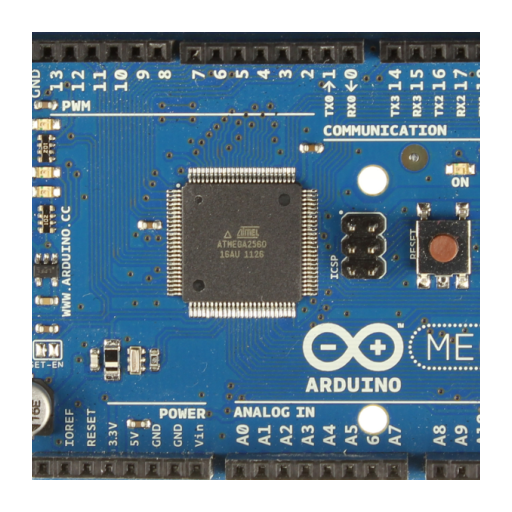 GND
13
12
11
10
9
8
7
6
5
4
3
2
TX0→1
RX0←0
TX3 14
RX3 15
TX2 16
RX2 17
PWM
COMMUNICATION
ON
WWW.ARDUINO.CC
ATMEL
ATMEGA2560
16AU 1126
ICSP
RESET
ARDUINO
™
ME
POWER
ANALOG IN
IOREF
RESET
3.3V
5V
GND
GND
Vin
A0
A1
A2
A3
A4
A5
6
A7
A8
A9